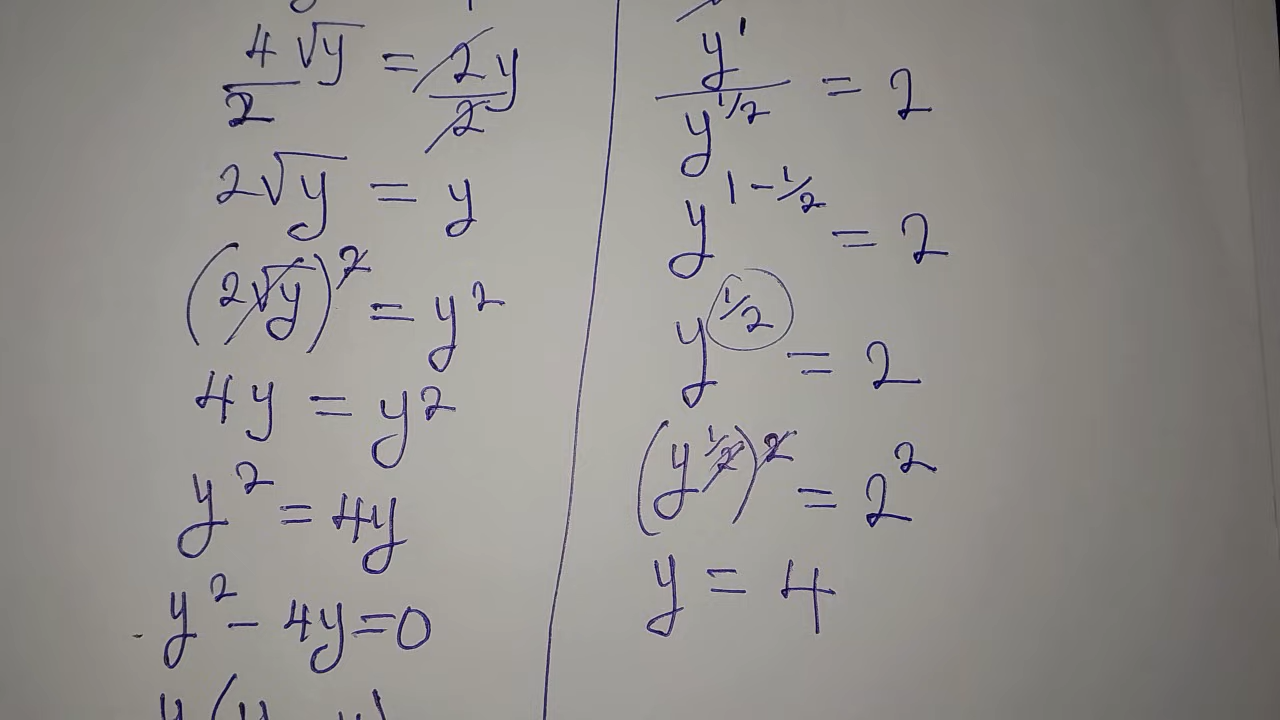 4√y/2 = 2y/2
2√y = y
(2√y)² = y²
4y = y²
y² = 4y
y² - 4y = 0
y¹/y^1/2 = 2
y^1-1/2 = 2
y^1/2 = 2
(y^1/2)² = 2²
y = 4